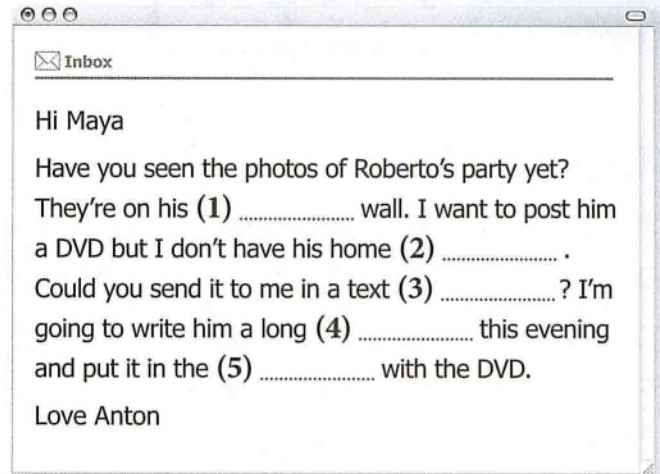 Inbox
Hi Maya
Have you seen the photos of Roberto's party yet?
They're on his (1) ...................... wall. I want to post him
a DVD but I don't have his home (2) ...................... .
Could you send it to me in a text (3) ...................... ? I'm
going to write him a long (4) ...................... this evening
and put it in the (5) ...................... with the DVD.
Love Anton